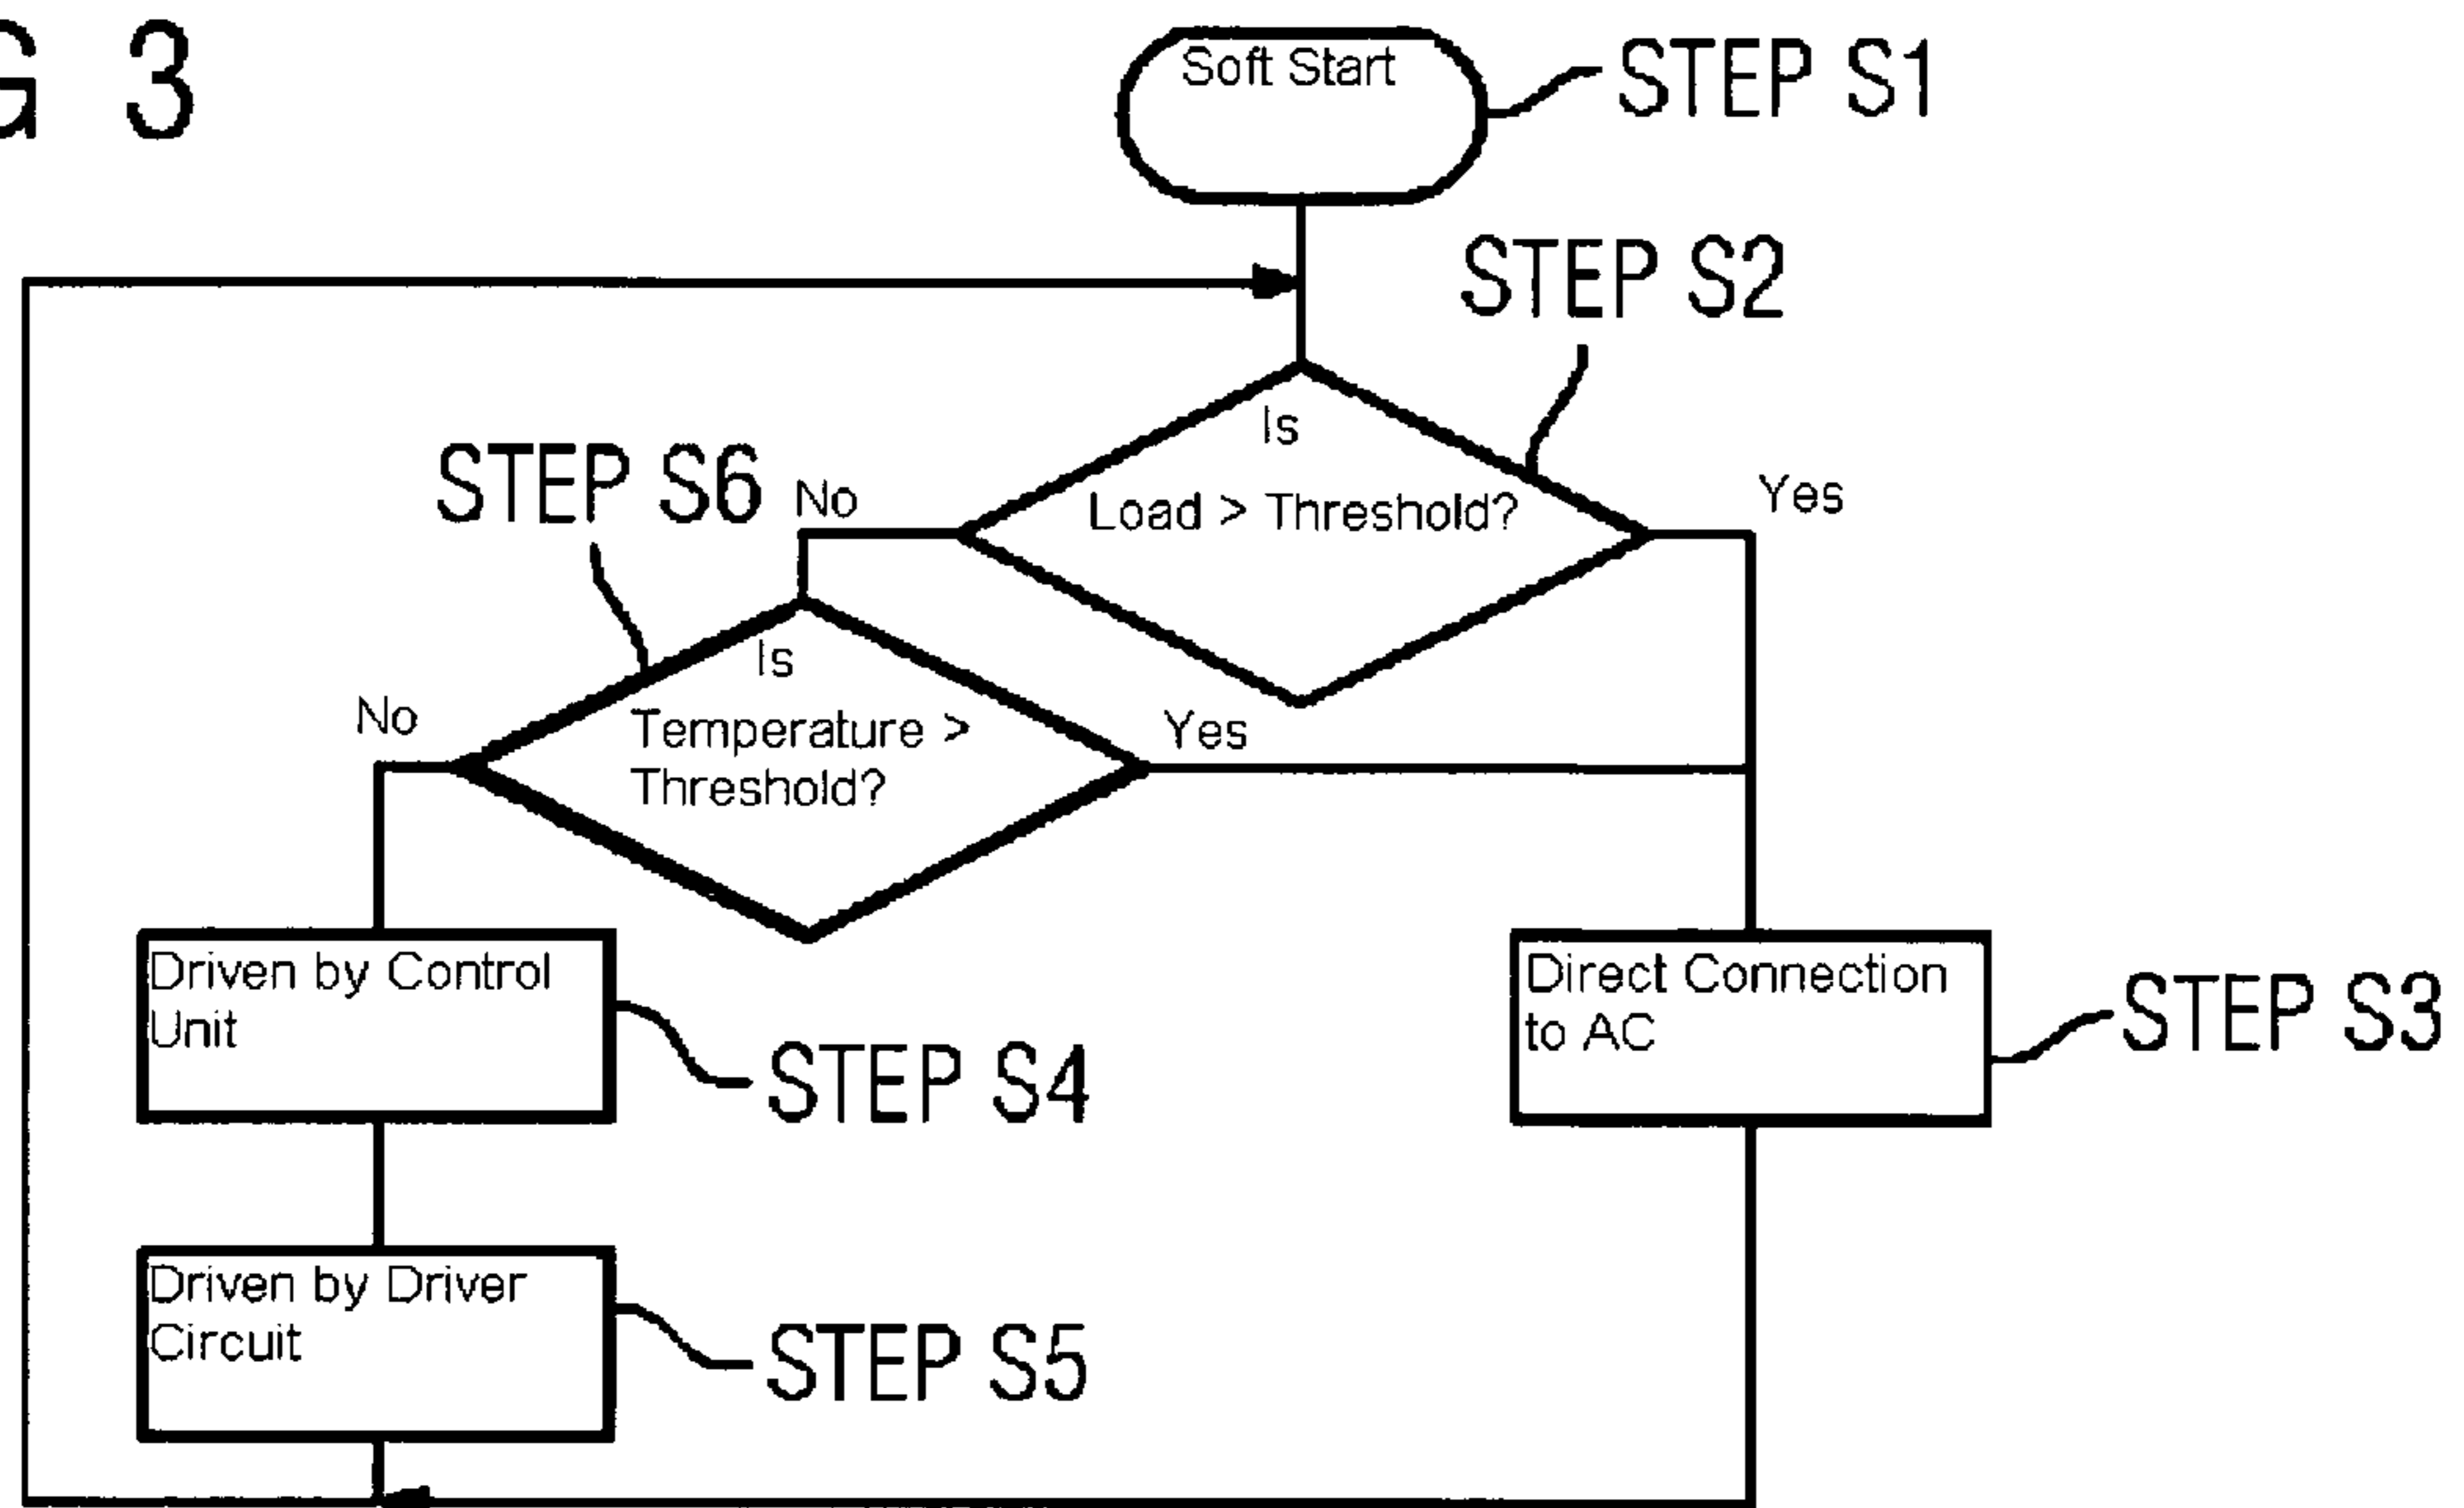 G 3
Soft Start
STEP S1
STEP S2
Is
Load > Threshold?
Yes
STEP S6
No
Is
Temperature >
Threshold?
No
Yes
Driven by Control
Unit
STEP S4
Direct Connection
to AC
STEP S3
Driven by Driver
Circuit
STEP S5